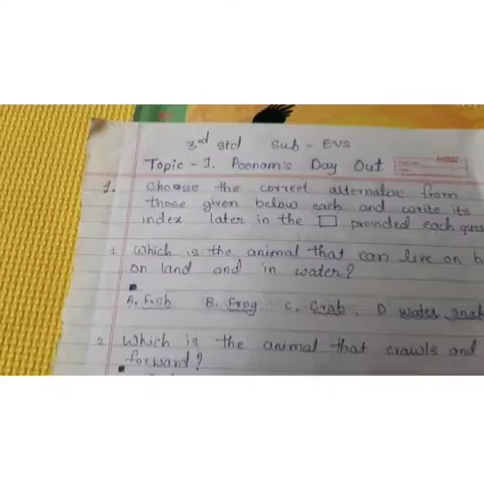 3rd std Sub - EVS
Topic - 1. Poonam's Day Out
1. Choose the correct alternative from
those given below each and write its
index later in the □ provided each ques
1 Which is the animal that can live on b
on land and in water?
A. Fish B. Frog C. Crab, D water snak
2 Which is the animal that crawls and
forward?